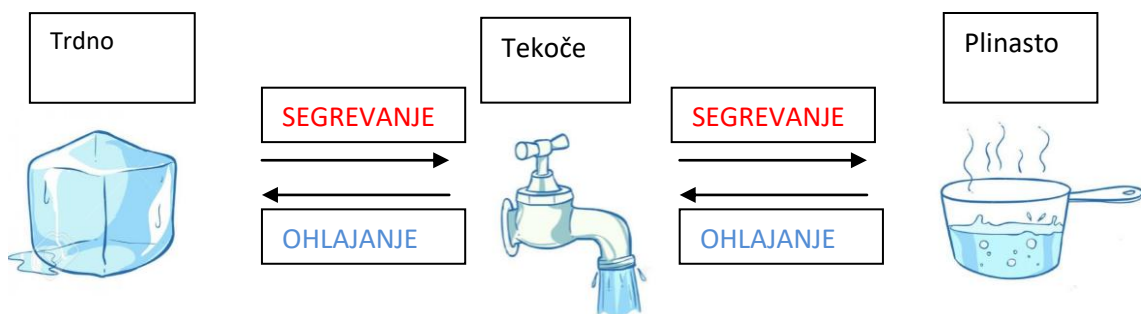 Trdno
Tekoče
Plinasto
SEGREVANJE
SEGREVANJE
OHLAJANJE
OHLAJANJE